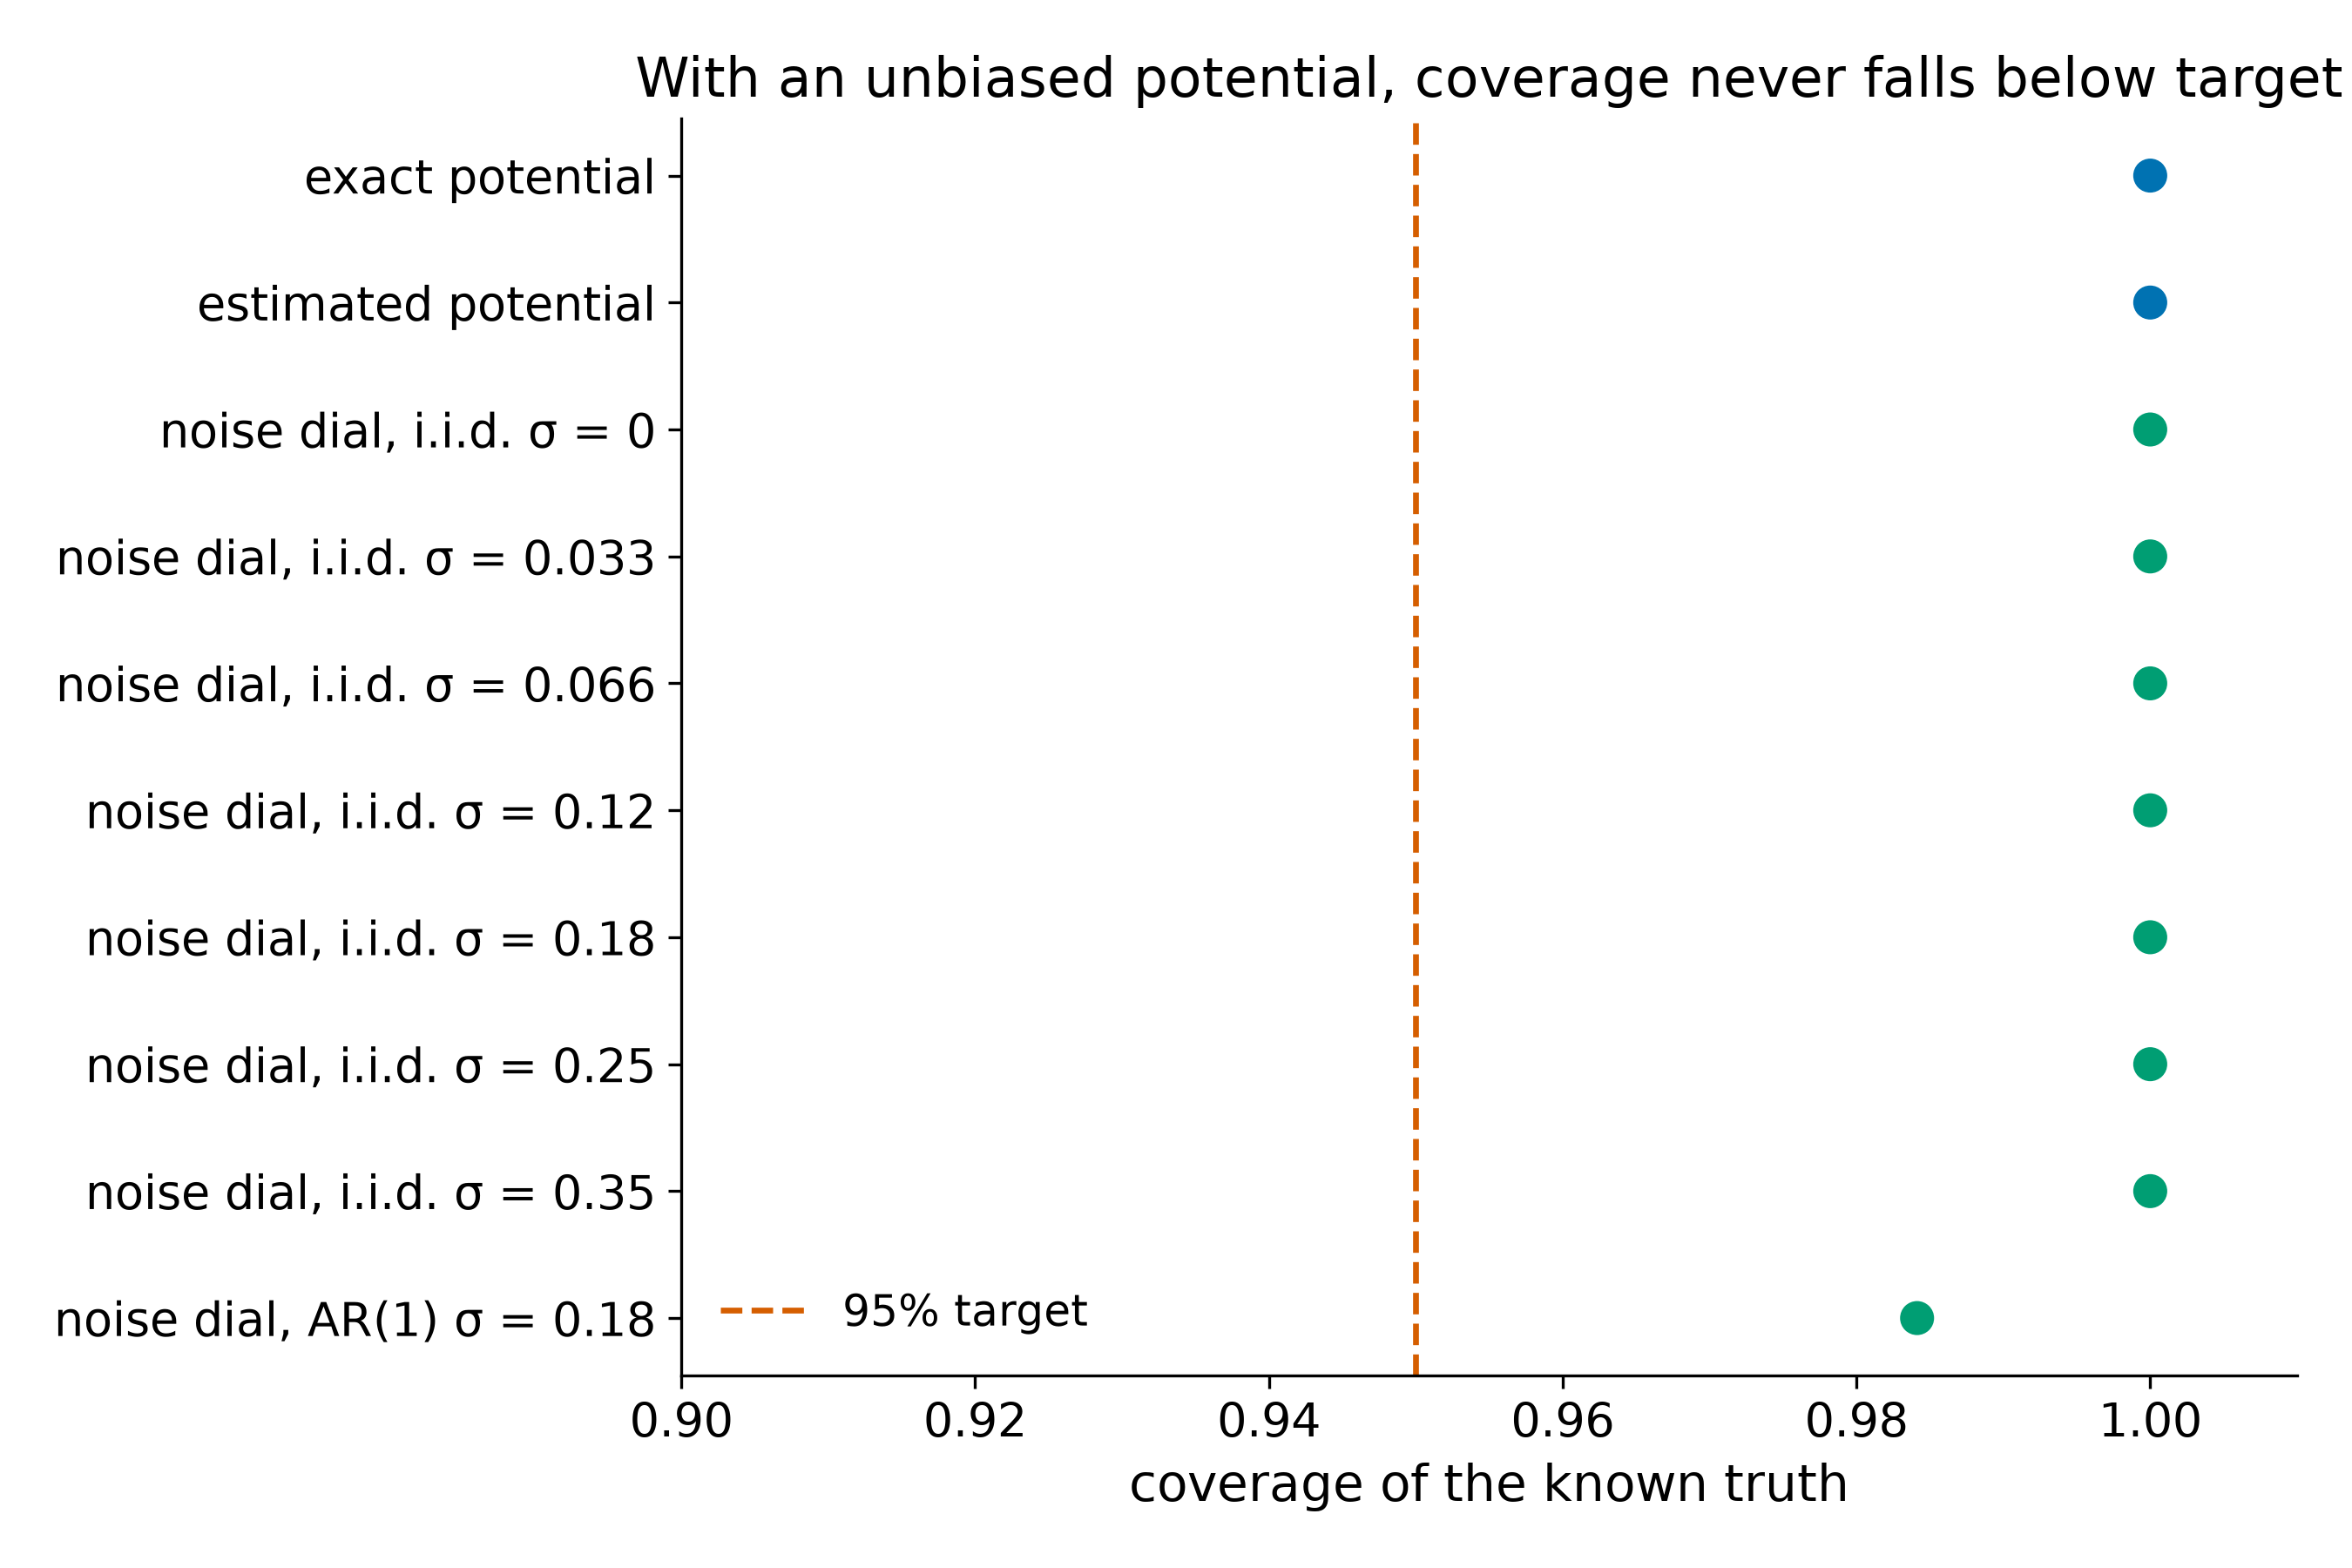 With an unbiased potential, coverage never falls below target
exact potential
estimated potential
noise dial, i.i.d. σ = 0
noise dial, i.i.d. σ = 0.033
noise dial, i.i.d. σ = 0.066
noise dial, i.i.d. σ = 0.12
noise dial, i.i.d. σ = 0.18
noise dial, i.i.d. σ = 0.25
noise dial, i.i.d. σ = 0.35
noise dial, AR(1) σ = 0.18
95% target
0.90 0.92 0.94 0.96 0.98 1.00
coverage of the known truth